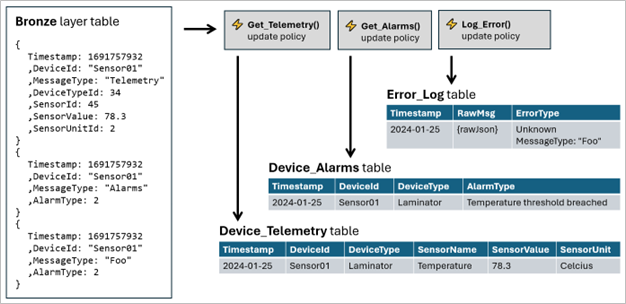 Bronze layer table
{
Timestamp: 1691757932
,DeviceId: "Sensor01"
,MessageType: "Telemetry"
,DeviceTypeId: 34
,SensorId: 45
,SensorValue: 78.3
,SensorUnitId: 2
}
{
Timestamp: 1691757932
,DeviceId: "Sensor01"
,MessageType: "Alarms"
,AlarmType: 2
}
{
Timestamp: 1691757932
,DeviceId: "Sensor01"
,MessageType: "Foo"
,AlarmType: 2
}
Get_Telemetry()
update policy
Get_Alarms()
update policy
Log_Error()
update policy
Error_Log table
Timestamp RawMsg ErrorType
2024-01-25 {rawJson} Unknown
MessageType: "Foo"
Device_Alarms table
Timestamp DeviceId DeviceType AlarmType
2024-01-25 Sensor01 Laminator Temperature threshold breached
Device_Telemetry table
Timestamp DeviceId DeviceType SensorName SensorValue SensorUnit
2024-01-25 Sensor01 Laminator Temperature 78.3 Celcius